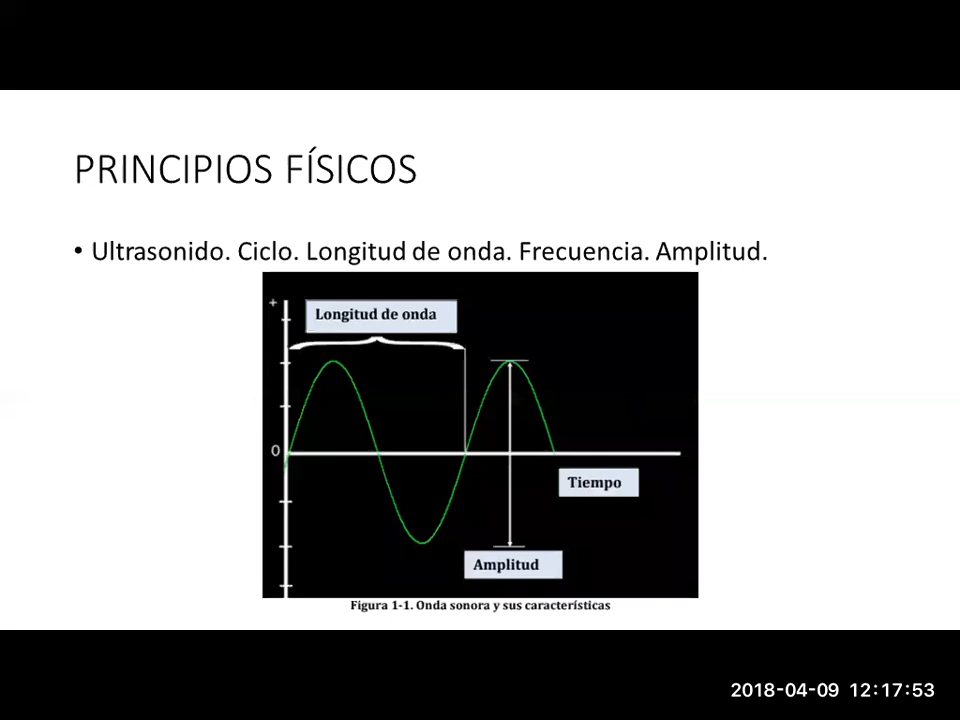 PRINCIPIOS FÍSICOS
• Ultrasonido. Ciclo. Longitud de onda. Frecuencia. Amplitud.
+
Longitud de onda
0
Tiempo
Amplitud
Figura 1-1. Onda sonora y sus características
2018-04-09 12:17:53